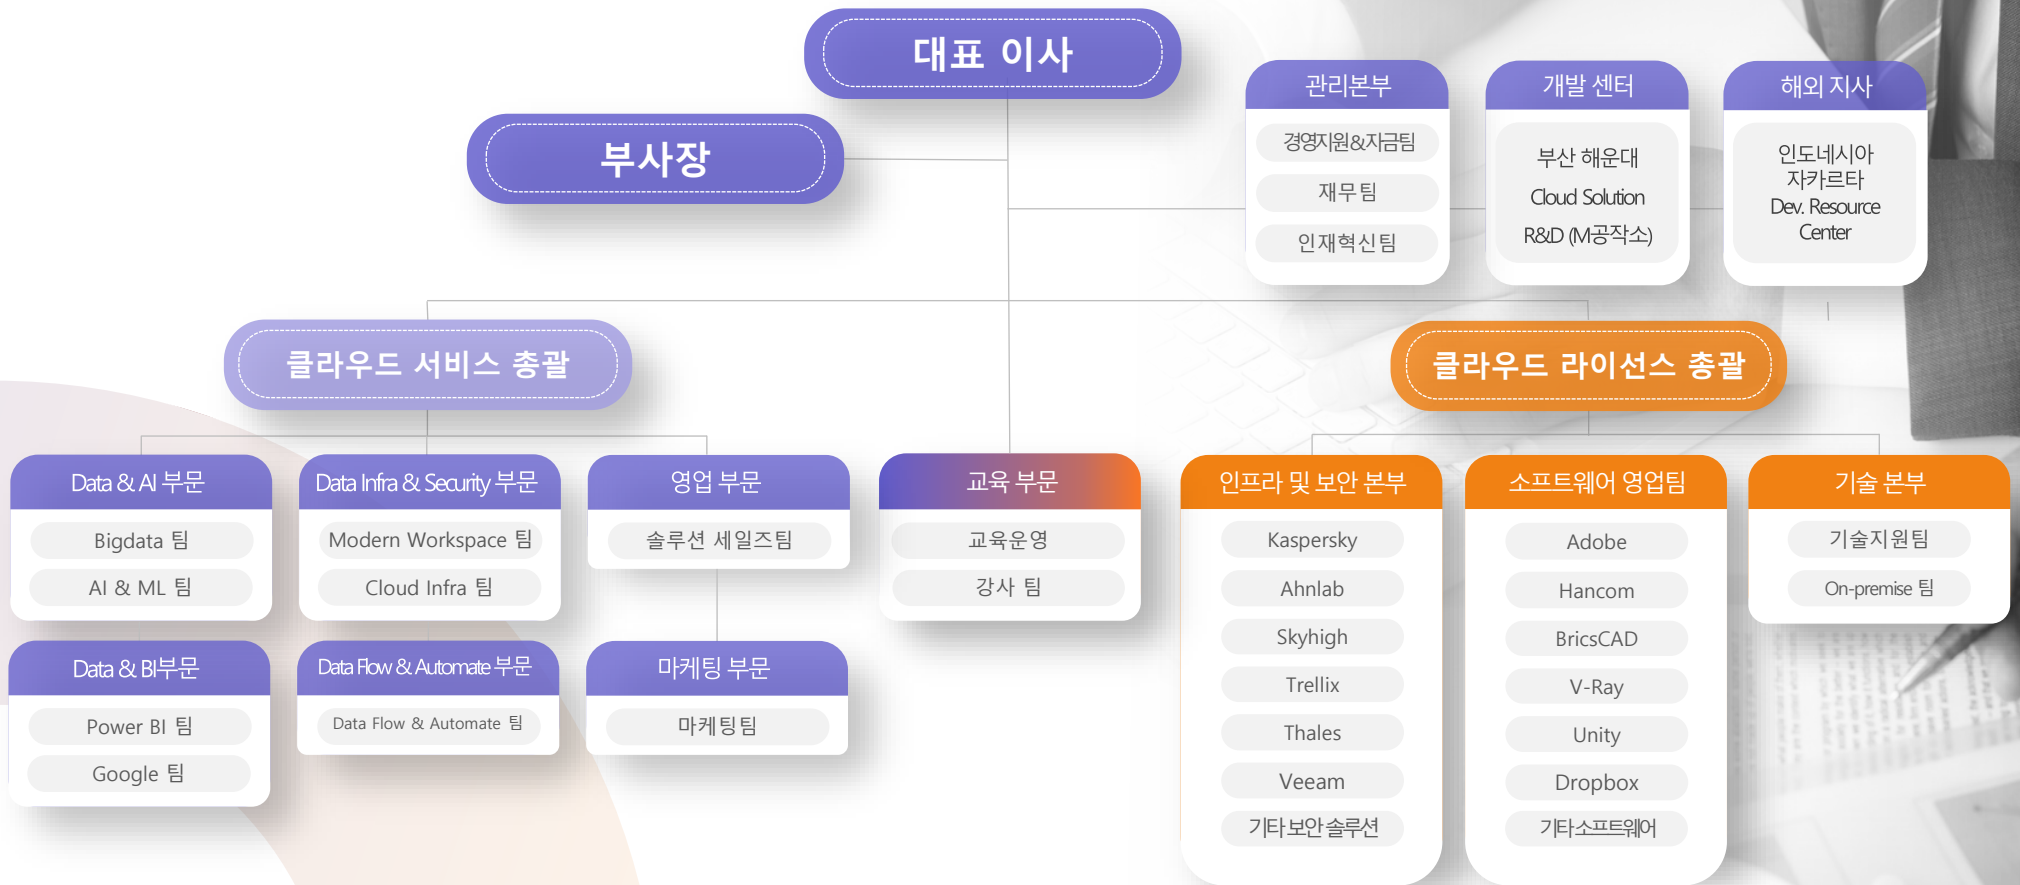 대표 이사
부사장
관리본부
경영지원&자금팀
재무팀
인재혁신팀
개발 센터
부산 해운대
Cloud Solution
R&D (M공작소)
해외 지사
인도네시아
자카르타
Dev. Resource
Center
클라우드 서비스 총괄
클라우드 라이선스 총괄
Data & AI 부문
Bigdata 팀
AI & ML 팀
Data Infra & Security 부문
Modern Workspace 팀
Cloud Infra 팀
영업 부문
솔루션 세일즈팀
교육 부문
교육운영
강사 팀
Data & BI부문
Power BI 팀
Google 팀
Data Flow & Automate 부문
Data Flow & Automate 팀
마케팅 부문
마케팅팀
인프라 및 보안 본부
Kaspersky
Ahnlab
Skyhigh
Trellix
Thales
Veeam
기타 보안 솔루션
소프트웨어 영업팀
Adobe
Hancom
BricsCAD
V-Ray
Unity
Dropbox
기타 소프트웨어
기술 본부
기술지원팀
On-premise 팀